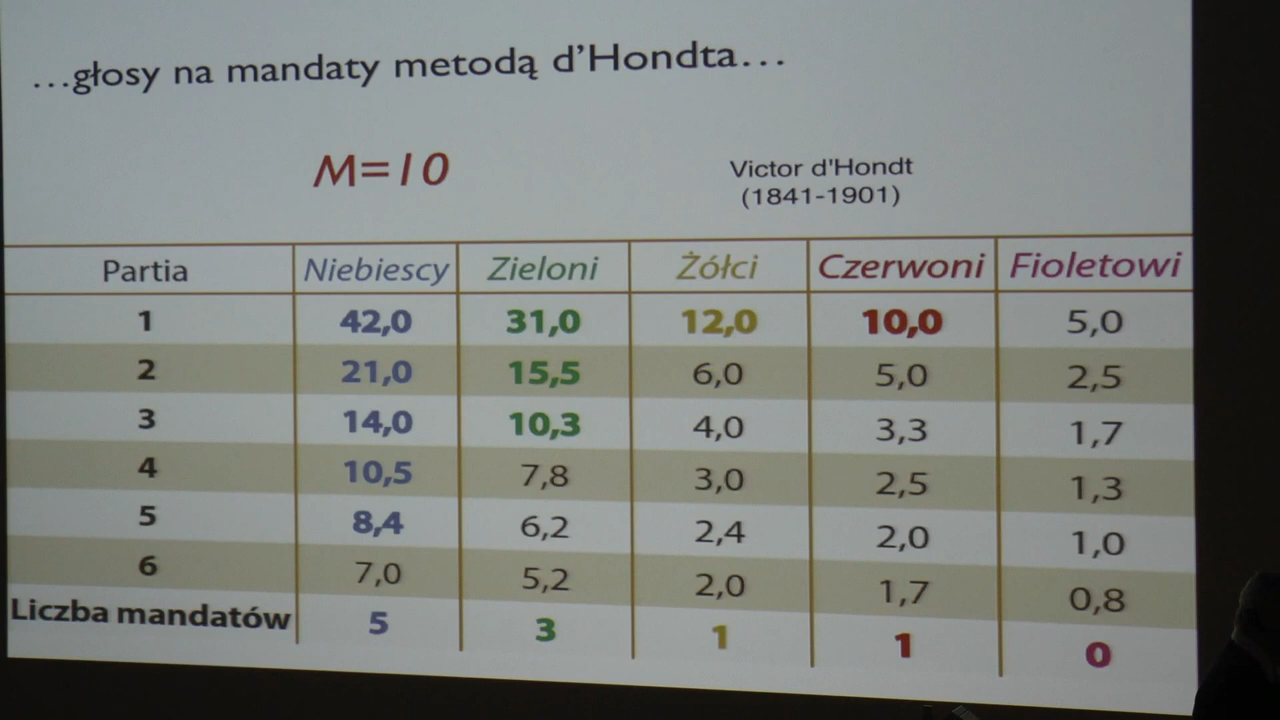 ...głosy na mandaty metodą d'Hondta...
M=10
Victor d'Hondt
(1841-1901)
Partia Niebiescy Zieloni Żółci Czerwoni Fioletowi
1 42,0 31,0 12,0 10,0 5,0
2 21,0 15,5 6,0 5,0 2,5
3 14,0 10,3 4,0 3,3 1,7
4 10,5 7,8 3,0 2,5 1,3
5 8,4 6,2 2,4 2,0 1,0
6 7,0 5,2 2,0 1,7 0,8
Liczba mandatów 5 3 1 1 0